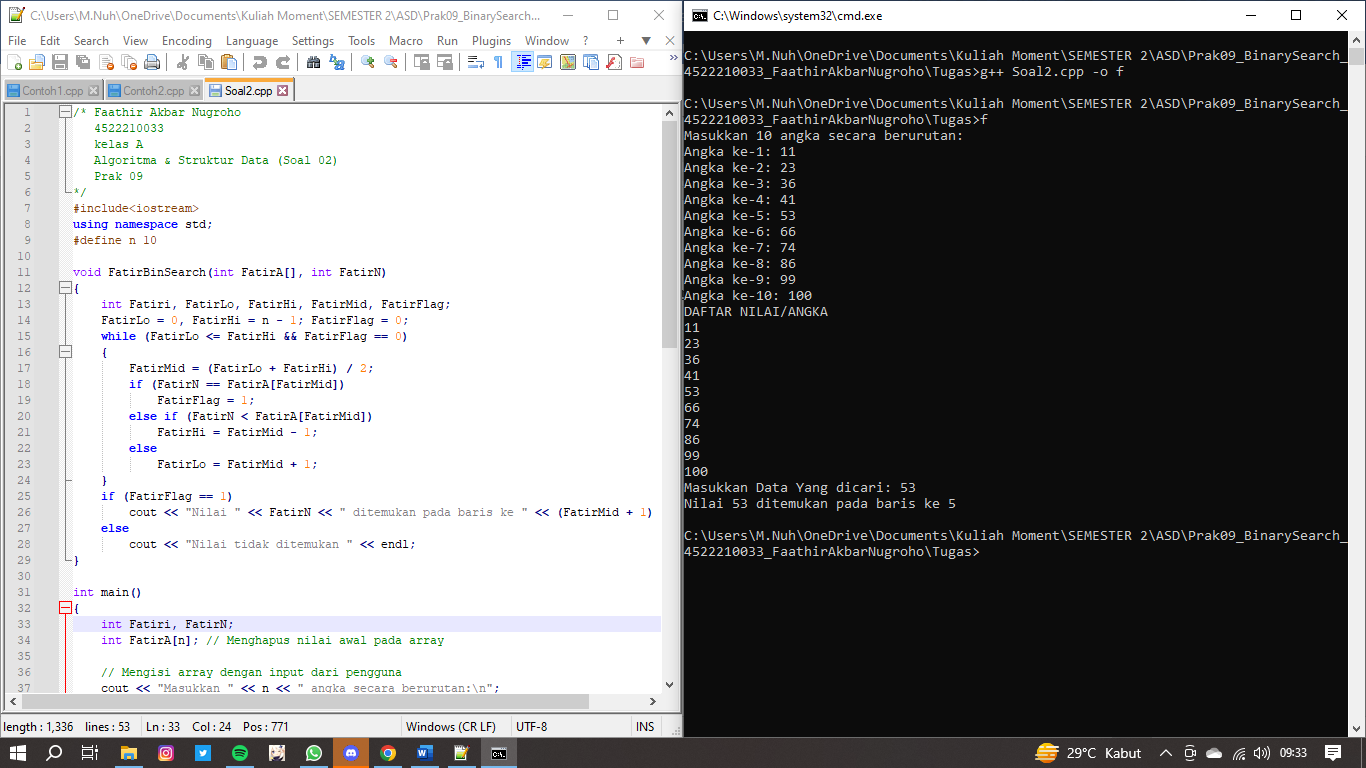 C:\Users\M.Nuh\OneDrive\Documents\Kuliah Moment\SEMESTER 2\ASD\Prak09_BinarySearch_...
File Edit Search View Encoding Language Settings Tools Macro Run Plugins Window ? + ▼ X
Contoh1.cpp Contoh2.cpp Soal2.cpp
1 /* Faathir Akbar Nugroho
2 4522210033
3 kelas A
4 Algoritma & Struktur Data (Soal 02)
5 Prak 09
6 */
7 #include<iostream>
8 using namespace std;
9 #define n 10
10
11 void FatirBinSearch(int FatirA[], int FatirN)
12 {
13 int Fatiri, FatirLo, FatirHi, FatirMid, FatirFlag;
14 FatirLo = 0, FatirHi = n - 1; FatirFlag = 0;
15 while (FatirLo <= FatirHi && FatirFlag == 0)
16 {
17 FatirMid = (FatirLo + FatirHi) / 2;
18 if (FatirN == FatirA[FatirMid])
19 FatirFlag = 1;
20 else if (FatirN < FatirA[FatirMid])
21 FatirHi = FatirMid - 1;
22 else
23 FatirLo = FatirMid + 1;
24 }
25 if (FatirFlag == 1)
26 cout << "Nilai " << FatirN << " ditemukan pada baris ke " << (FatirMid + 1)
27 else
28 cout << "Nilai tidak ditemukan " << endl;
29 }
30
31 int main()
32 {
33 int Fatiri, FatirN;
34 int FatirA[n]; // Menghapus nilai awal pada array
35
36 // Mengisi array dengan input dari pengguna
37 cout << "Masukkan " << n << " angka secara berurutan:\n";
length : 1,336 lines : 53 Ln : 33 Col : 24 Pos : 771 Windows (CR LF) UTF-8 INS
C:\Windows\system32\cmd.exe
C:\Users\M.Nuh\OneDrive\Documents\Kuliah Moment\SEMESTER 2\ASD\Prak09_BinarySearch_
4522210033_FaathirAkbarNugroho\Tugas>g++ Soal2.cpp -o f
C:\Users\M.Nuh\OneDrive\Documents\Kuliah Moment\SEMESTER 2\ASD\Prak09_BinarySearch_
4522210033_FaathirAkbarNugroho\Tugas>f
Masukkan 10 angka secara berurutan:
Angka ke-1: 11
Angka ke-2: 23
Angka ke-3: 36
Angka ke-4: 41
Angka ke-5: 53
Angka ke-6: 66
Angka ke-7: 74
Angka ke-8: 86
Angka ke-9: 99
Angka ke-10: 100
DAFTAR NILAI/ANGKA
11
23
36
41
53
66
74
86
99
100
Masukkan Data Yang dicari: 53
Nilai 53 ditemukan pada baris ke 5
C:\Users\M.Nuh\OneDrive\Documents\Kuliah Moment\SEMESTER 2\ASD\Prak09_BinarySearch_
4522210033_FaathirAkbarNugroho\Tugas>
29°C Kabut 09:33